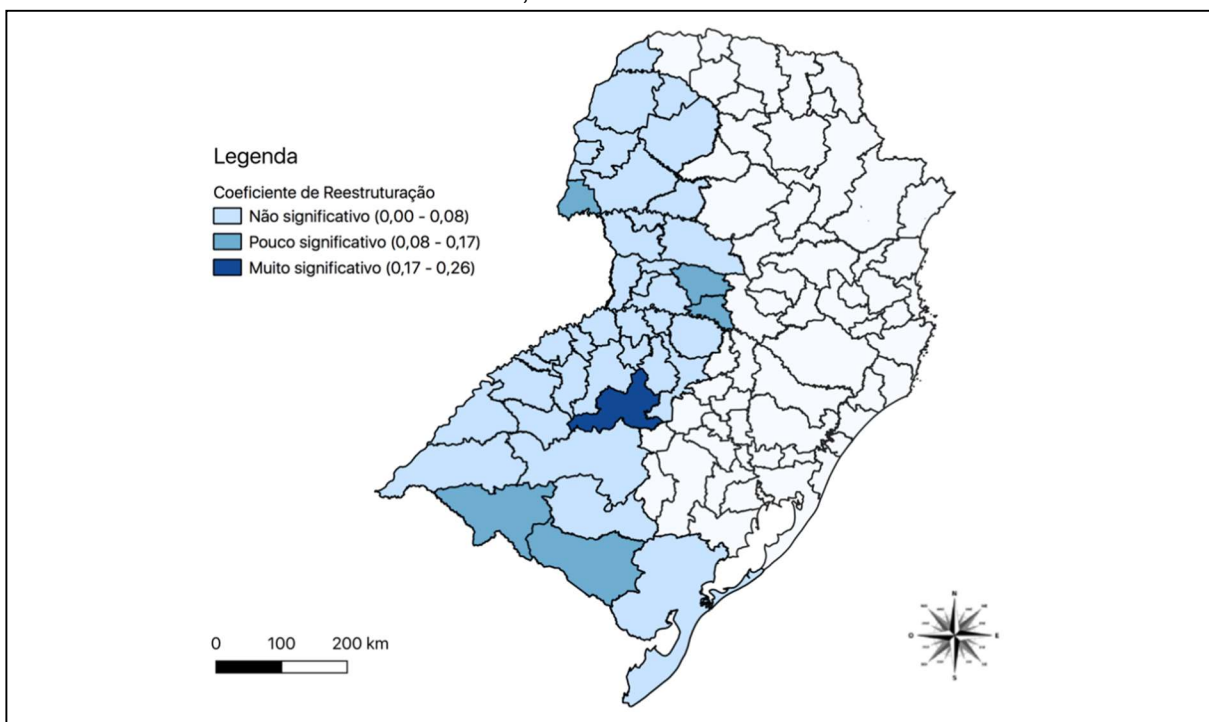 Legenda
Coeficiente de Reestruturação
Não significativo (0,00 - 0,08)
Pouco significativo (0,08 - 0,17)
Muito significativo (0,17 - 0,26)
0 100 200 km
N
O E
S